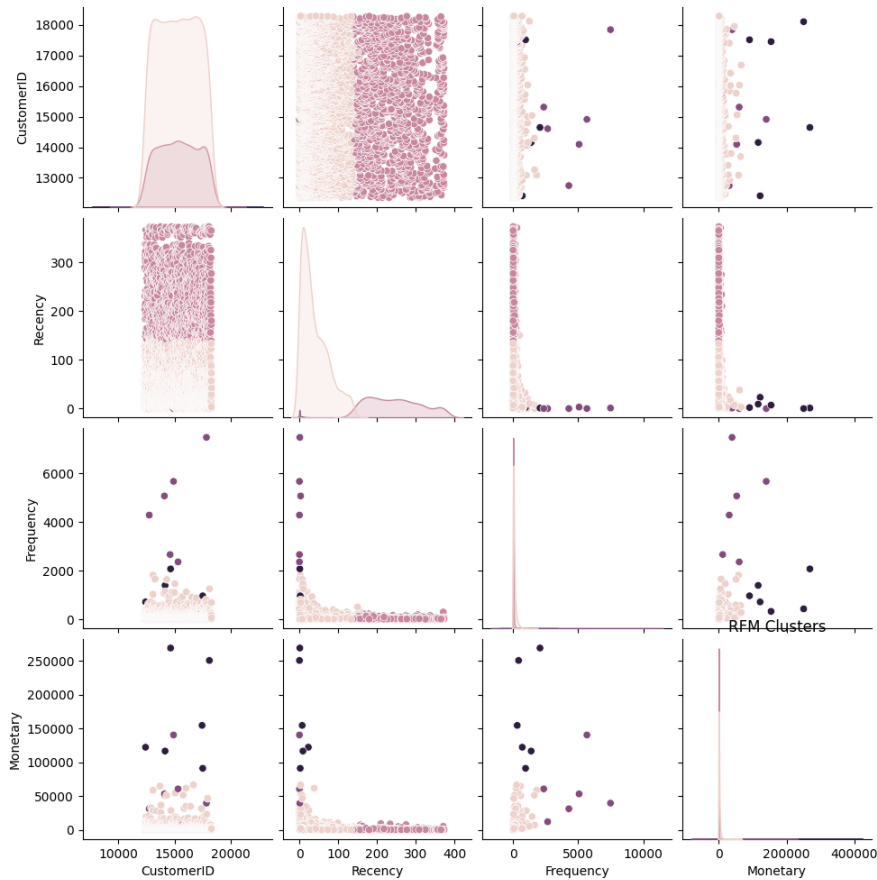 18000
17000
16000
15000
14000
13000
CustomerID
300
200
100
0
Recency
6000
4000
2000
0
Frequency
RFM Clusters
250000
200000
150000
100000
50000
0
Monetary
10000 15000 20000
0 100 200 300 400
0 5000 10000
0 200000 400000
CustomerID Recency Frequency Monetary